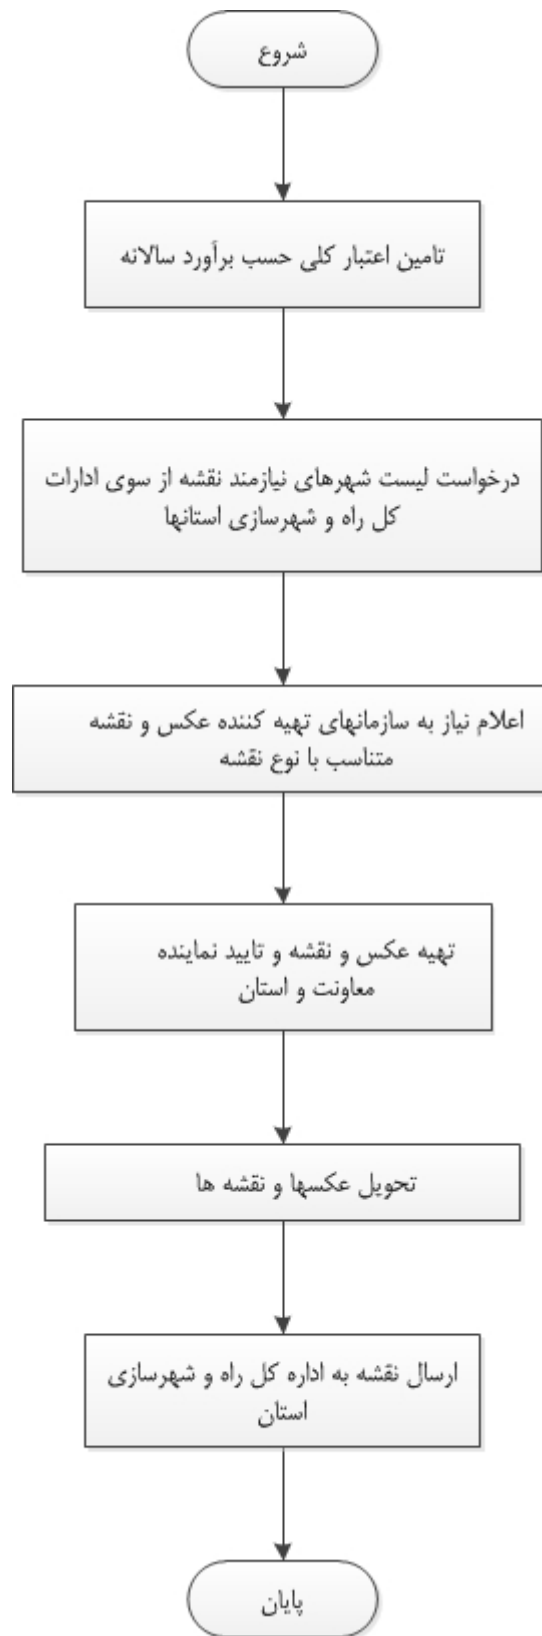 شروع
تامین اعتبار کلی حسب برآورد سالانه
درخواست لیست شهرهای نیازمند نقشه از سوی ادارات
کل راه و شهرسازی استانها
اعلام نیاز به سازمانهای تهیه کننده عکس و نقشه
متناسب با نوع نقشه
تهیه عکس و نقشه و تایید نماینده
معاونت و استان
تحویل عکسها و نقشه ها
ارسال نقشه به اداره کل راه و شهرسازی
استان
پایان